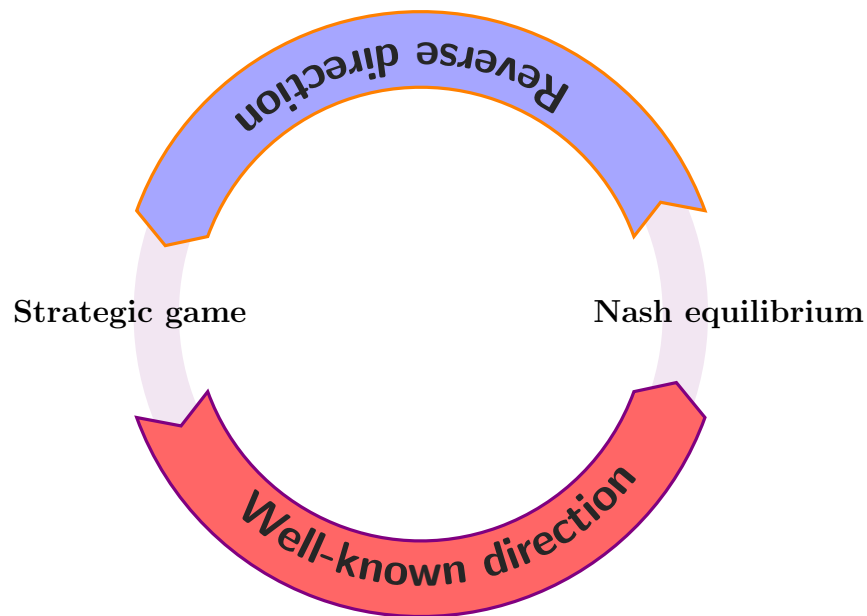 Reverse direction
Strategic game
Nash equilibrium
Well-known direction